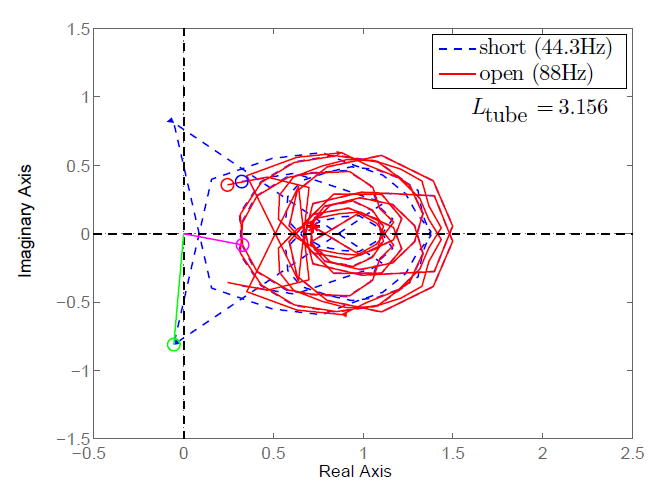 1.5
1
0.5
0
−0.5
−1
−1.5
−0.5 0 0.5 1 1.5 2 2.5
Imaginary Axis
Real Axis
short (44.3Hz)
open (88Hz)
L_tube = 3.156